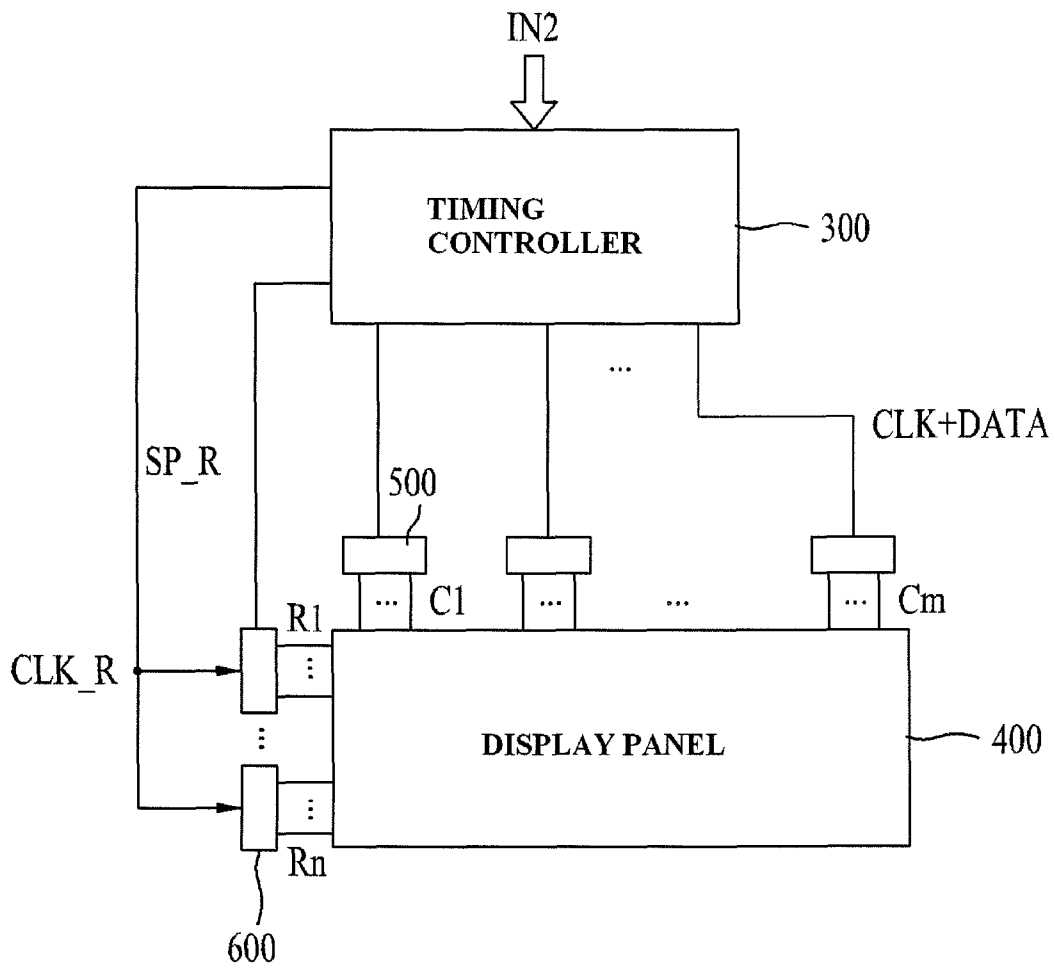 IN2
TIMING
CONTROLLER
300
...
CLK+DATA
SP_R
500
... C1 ... ... ... Cm
R1
CLK_R
...
...
DISPLAY PANEL
400
...
Rn
600